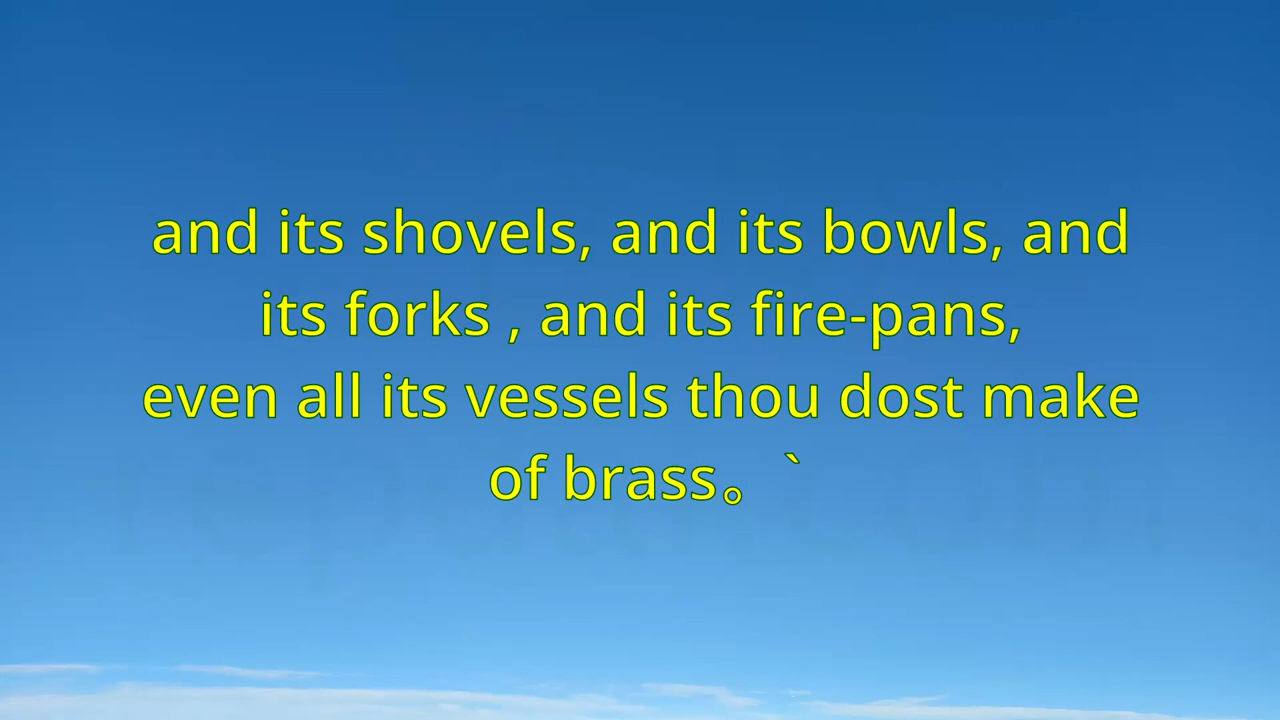 and its shovels, and its bowls, and
its forks , and its fire-pans,
even all its vessels thou dost make
of brass。 `